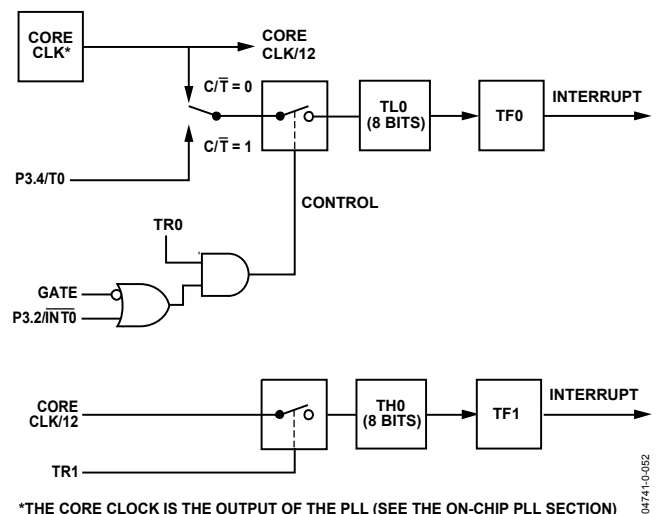 CORE
CLK*
CORE
CLK/12
C/T̅ = 0
C/T̅ = 1
P3.4/T0
TL0
(8 BITS)
TF0
INTERRUPT
CONTROL
TR0
GATE
P3.2/I̅N̅T̅0̅
CORE
CLK/12
TR1
TH0
(8 BITS)
TF1
INTERRUPT
04741-0-052
*THE CORE CLOCK IS THE OUTPUT OF THE PLL (SEE THE ON-CHIP PLL SECTION)